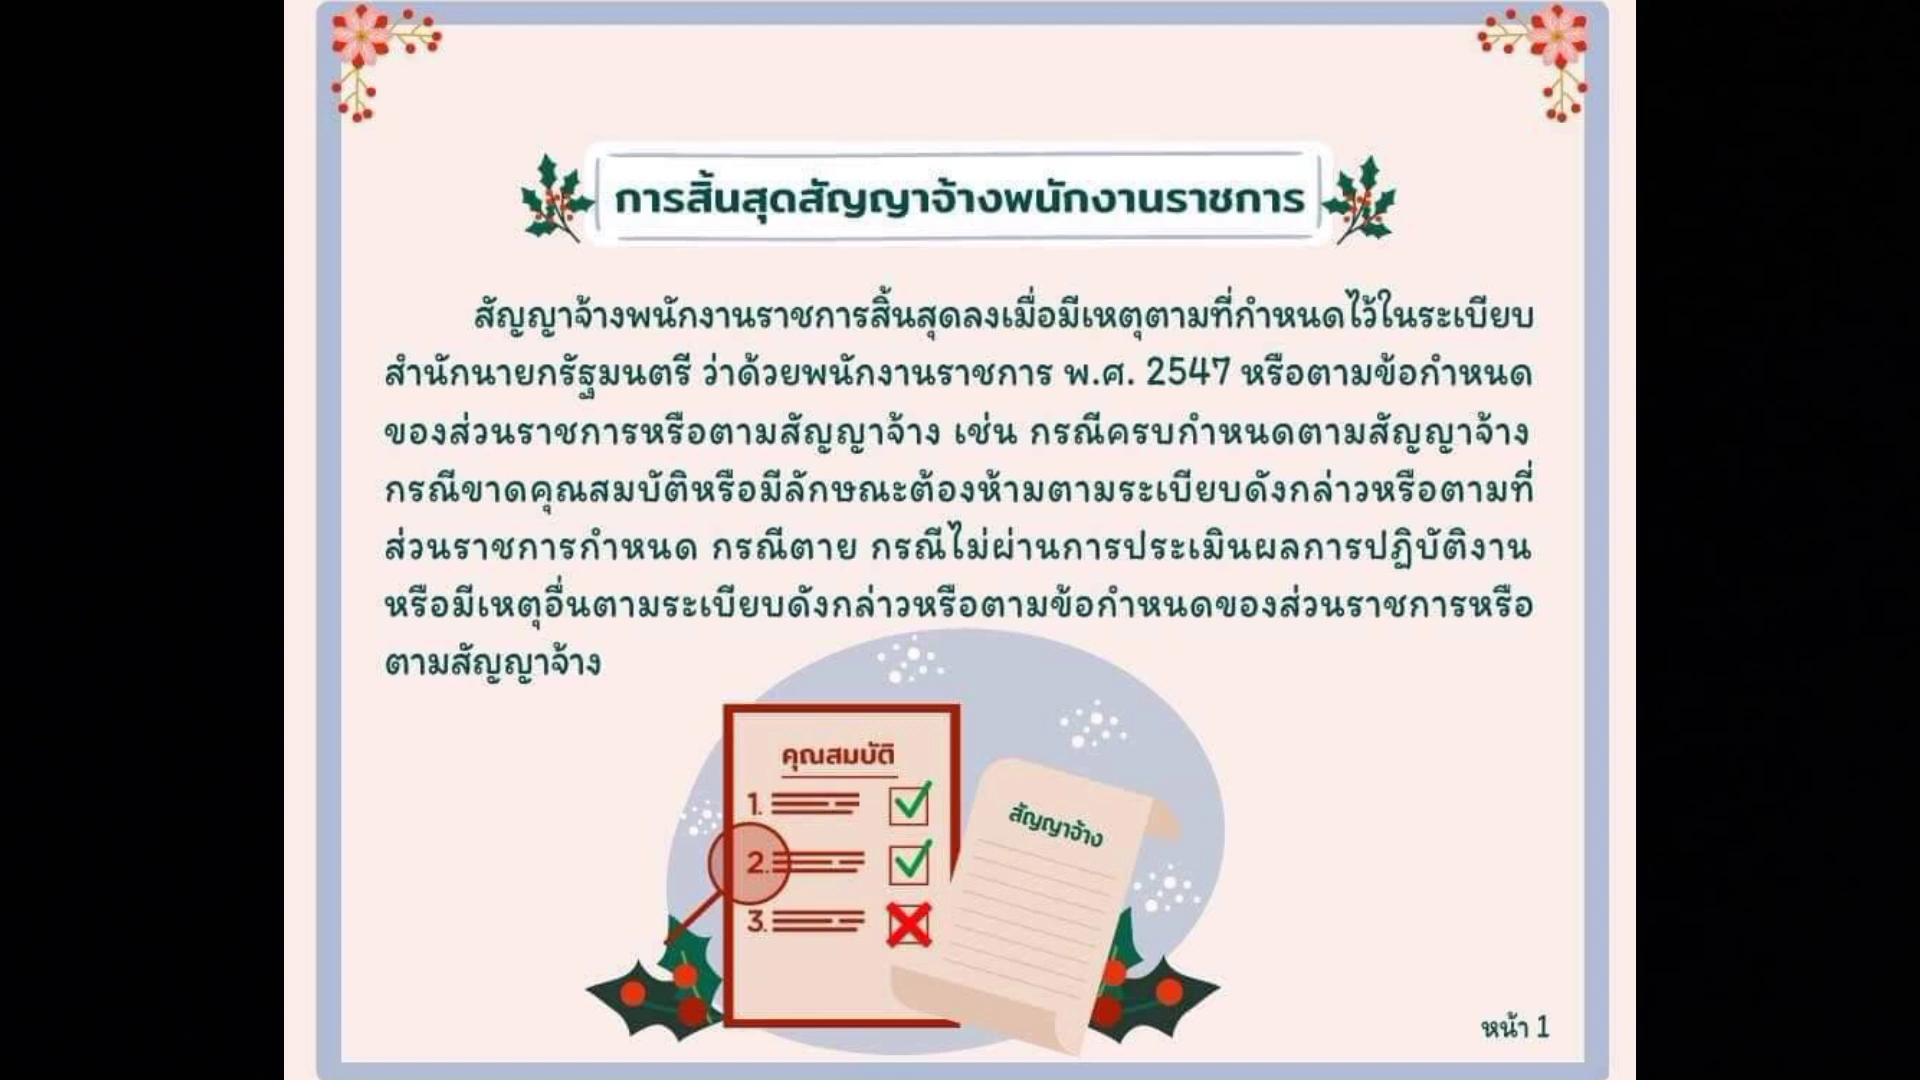 การสิ้นสุดสัญญาจ้างพนักงานราชการ
สัญญาจ้างพนักงานราชการสิ้นสุดลงเมื่อมีเหตุตามที่กำหนดไว้ในระเบียบ
สำนักนายกรัฐมนตรี ว่าด้วยพนักงานราชการ พ.ศ. 2547 หรือตามข้อกำหนด
ของส่วนราชการหรือตามสัญญาจ้าง เช่น กรณีครบกำหนดตามสัญญาจ้าง
กรณีขาดคุณสมบัติหรือมีลักษณะต้องห้ามตามระเบียบดังกล่าวหรือตามที่
ส่วนราชการกำหนด กรณีตาย กรณีไม่ผ่านการประเมินผลการปฏิบัติงาน
หรือมีเหตุอื่นตามระเบียบดังกล่าวหรือตามข้อกำหนดของส่วนราชการหรือ
ตามสัญญาจ้าง
คุณสมบัติ
1.
2.
3.
สัญญาจ้าง
หน้า 1